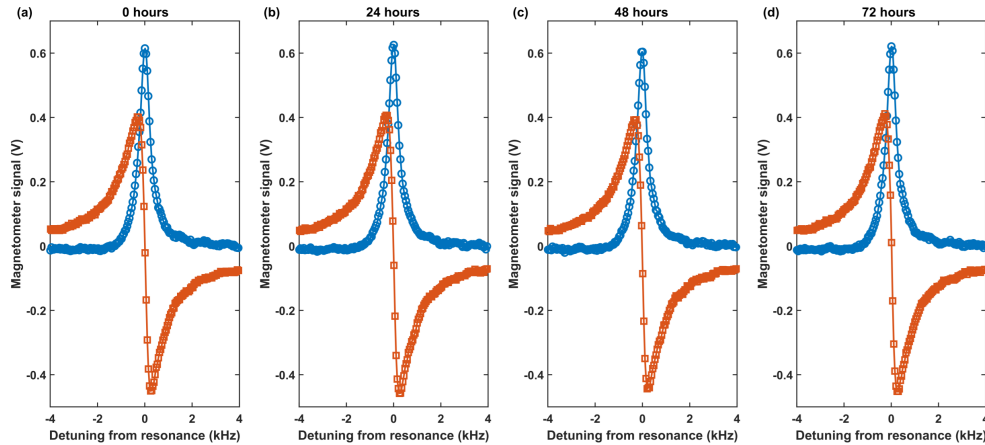 (a) 0 hours
Magnetometer signal (V)
0.6
0.4
0.2
0
-0.2
-0.4
-4 -2 0 2 4
Detuning from resonance (kHz)
(b) 24 hours
Magnetometer signal (V)
0.6
0.4
0.2
0
-0.2
-0.4
-4 -2 0 2 4
Detuning from resonance (kHz)
(c) 48 hours
Magnetometer signal (V)
0.6
0.4
0.2
0
-0.2
-0.4
-4 -2 0 2 4
Detuning from resonance (kHz)
(d) 72 hours
Magnetometer signal (V)
0.6
0.4
0.2
0
-0.2
-0.4
-4 -2 0 2 4
Detuning from resonance (kHz)